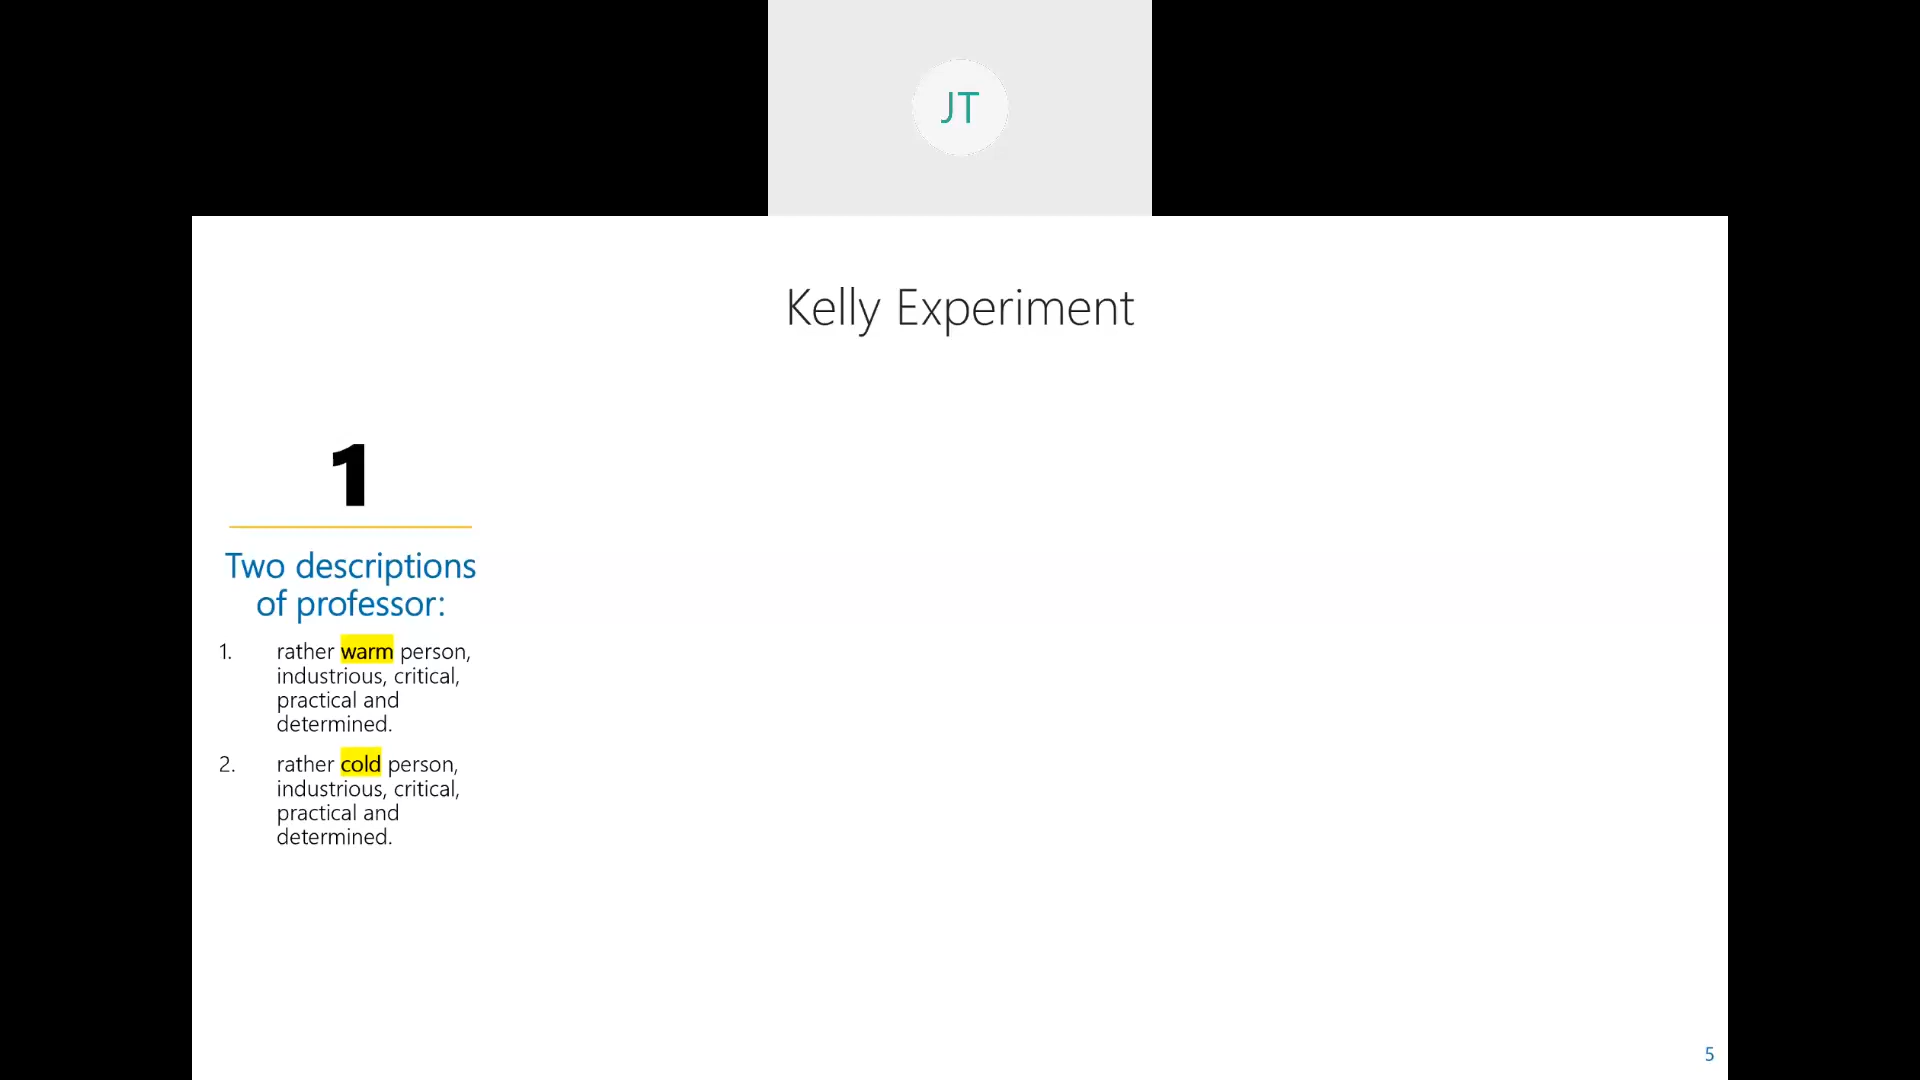 JT
Kelly Experiment
1
Two descriptions
of professor:
1. rather warm person,
industrious, critical,
practical and
determined.
2. rather cold person,
industrious, critical,
practical and
determined.
5